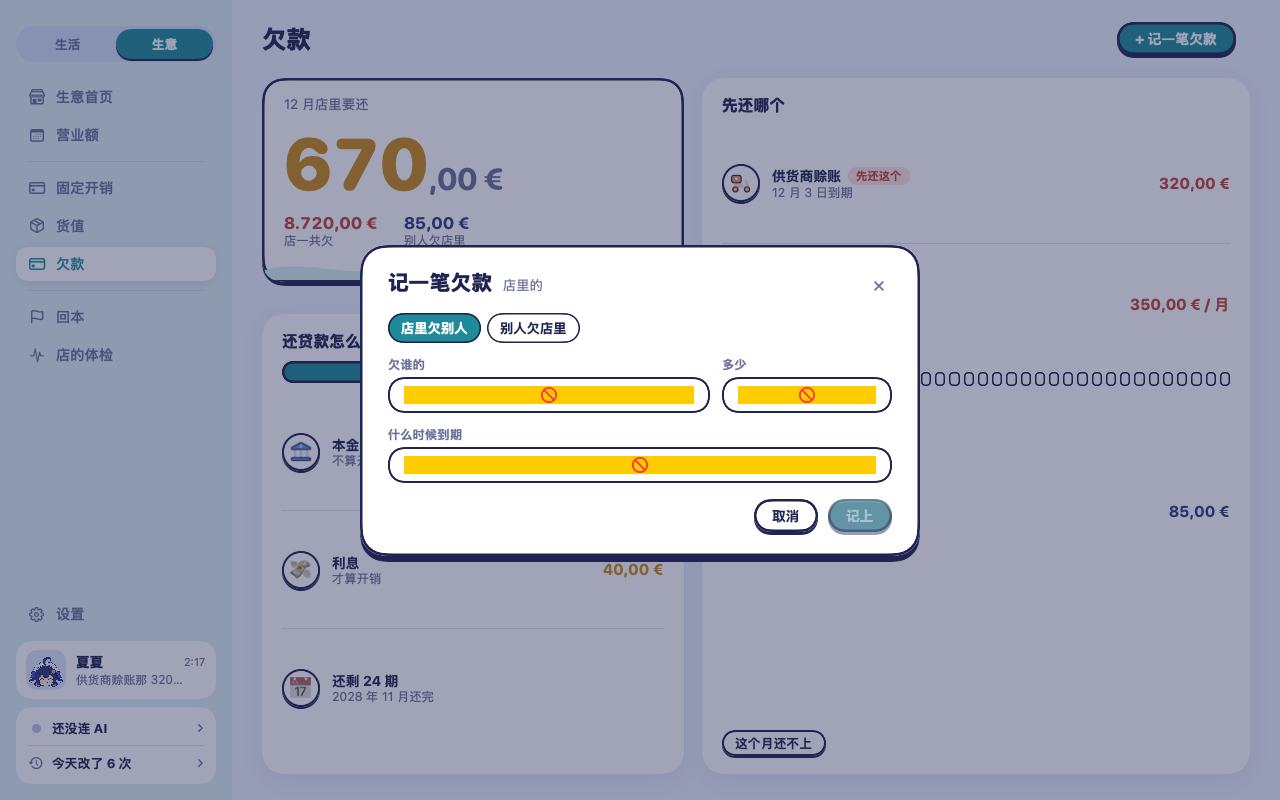 生活
生意
生意首页
营业额
固定开销
货值
欠款
回本
店的体检
设置
夏夏
2:17
供货商赊账那 320...
还没连 AI
今天改了 6 次
欠款
+ 记一笔欠款
12 月店里要还
670,00 €
8.720,00 €
85,00 €
店一共欠
别人欠店里
先还哪个
供货商赊账
先还这个
12 月 3 日到期
320,00 €
350,00 € / 月
85,00 €
这个月还不上
还贷款怎么
本金
不算
利息
才算开销
40,00 €
17
还剩 24 期
2028 年 11 月还完
记一笔欠款
店里的
×
店里欠别人
别人欠店里
欠谁的
多少
什么时候到期
取消
记上